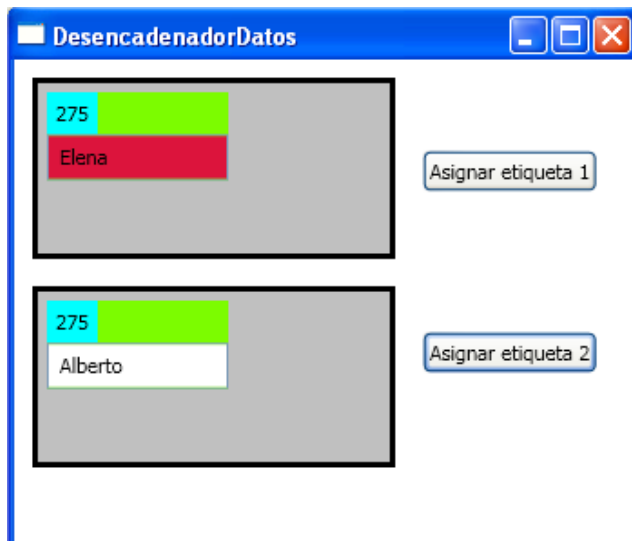 DesencadenadorDatos
275
Elena
Asignar etiqueta 1
275
Alberto
Asignar etiqueta 2